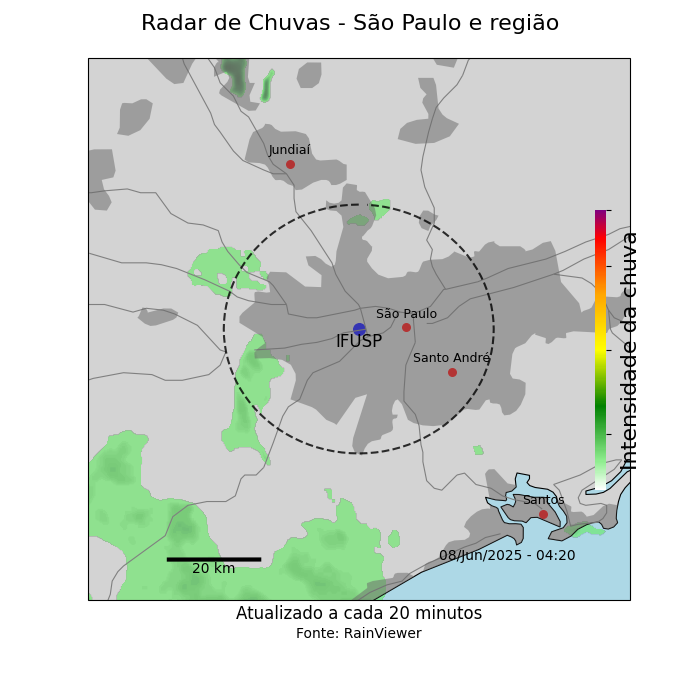 Radar de Chuvas - São Paulo e região
Jundiaí
São Paulo
IFUSP
Santo André
Intensidade da chuva
Santos
08/Jun/2025 - 04:20
20 km
Atualizado a cada 20 minutos
Fonte: RainViewer